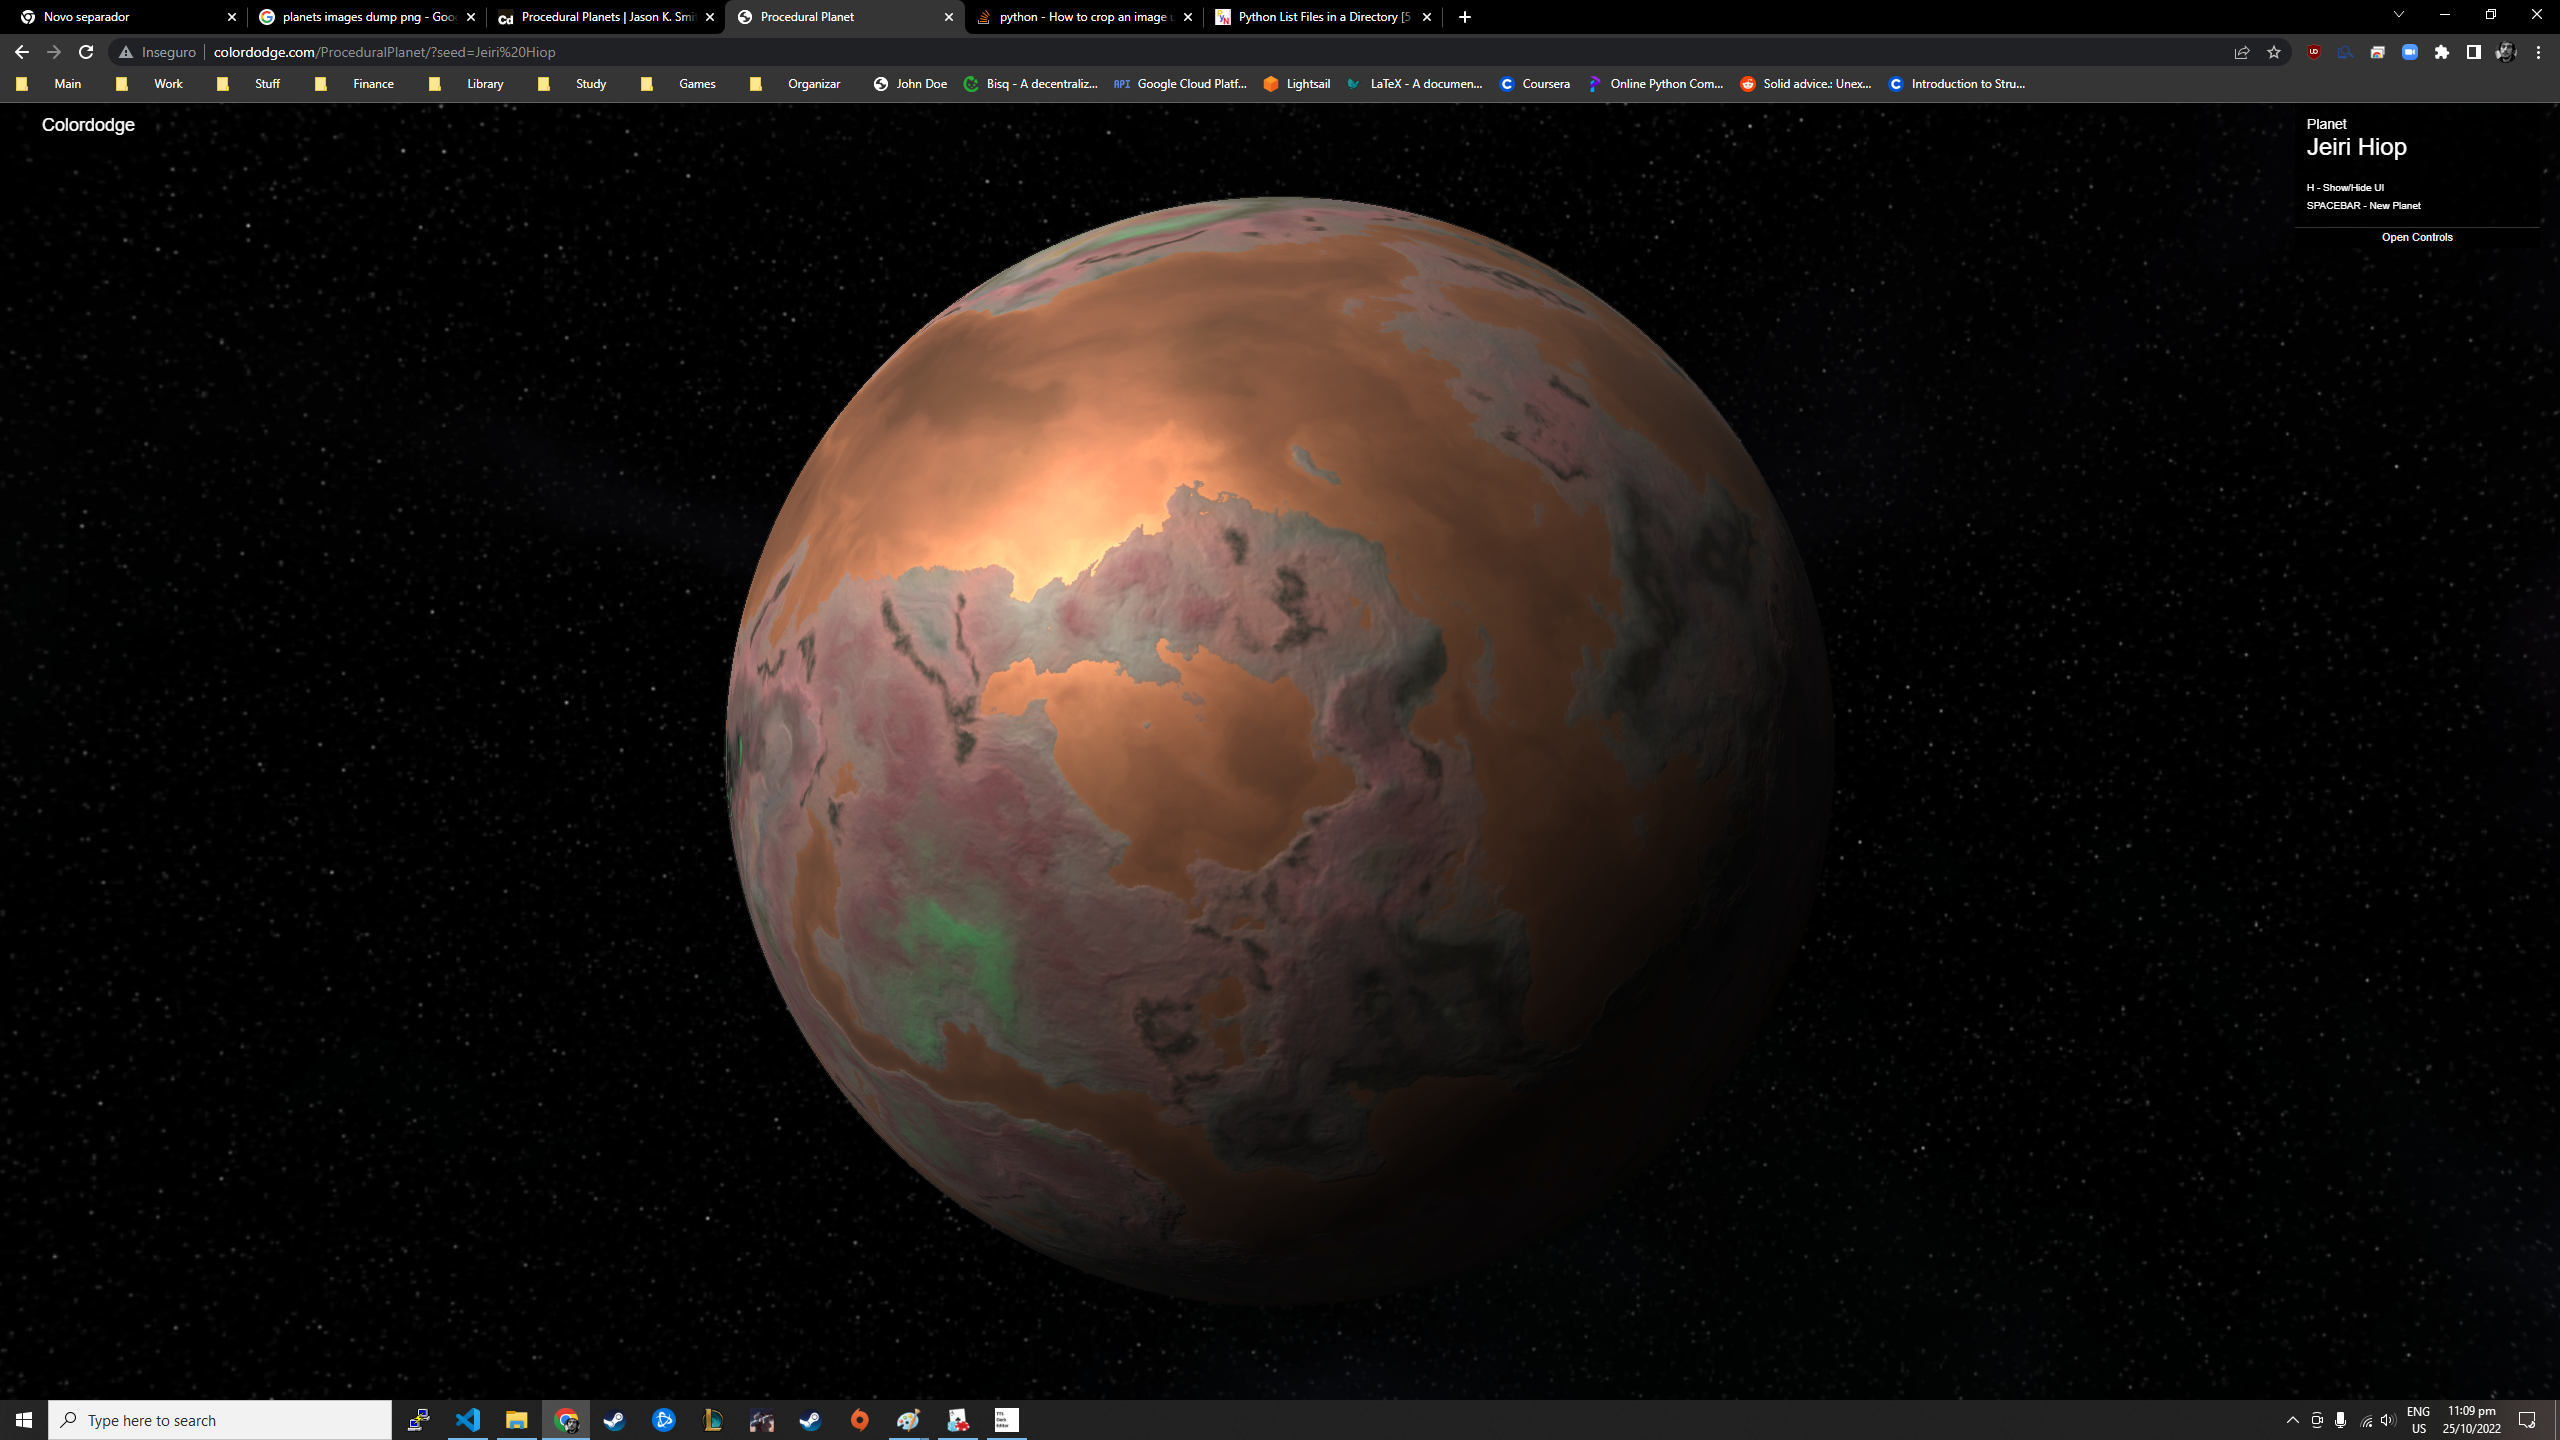 Novo separador
planets images dump png - Goo
Procedural Planets | Jason K. Smi
Procedural Planet
python - How to crop an image u
Python List Files in a Directory [5
Inseguro
colordodge.com/ProceduralPlanet/?seed=Jeiri%20Hiop
Main
Work
Stuff
Finance
Library
Study
Games
Organizar
John Doe
Bisq - A decentraliz...
API
Google Cloud Platf...
Lightsail
LaTeX - A documen...
Coursera
Online Python Com...
Solid advice.: Unex...
Introduction to Stru...
Colordodge
Planet
Jeiri Hiop
H - Show/Hide UI
SPACEBAR - New Planet
Open Controls
Type here to search
ENG
US
11:09 pm
25/10/2022